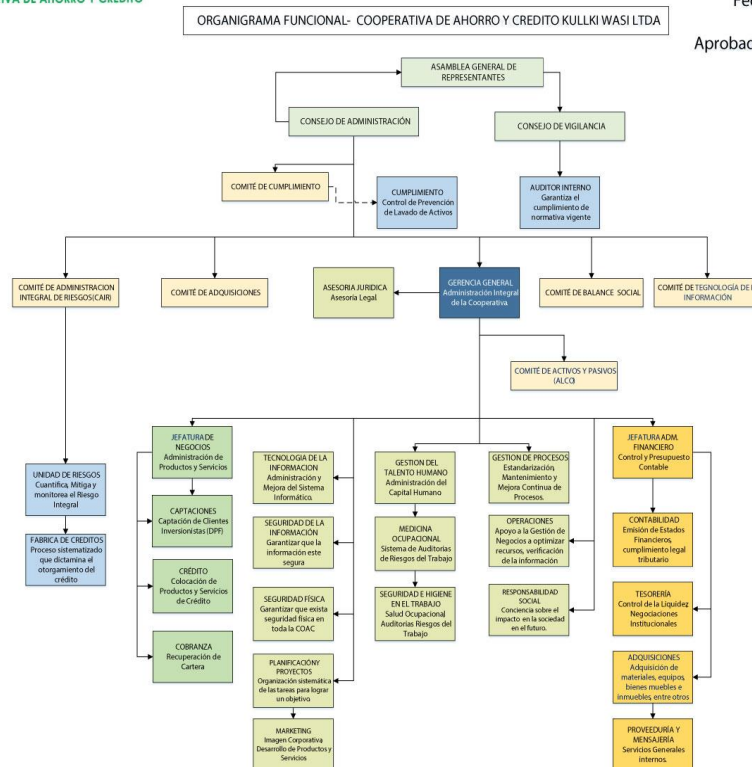 IVA DE AHORRO Y CRÉDITO
ORGANIGRAMA FUNCIONAL- COOPERATIVA DE AHORRO Y CREDITO KULLKI WASI LTDA
ASAMBLEA GENERAL DE
REPRESENTANTES
CONSEJO DE ADMINISTRACIÓN
CONSEJO DE VIGILANCIA
COMITÉ DE CUMPLIMIENTO
CUMPLIMIENTO
Control de Prevención
de Lavado de Activos
AUDITOR INTERNO
Garantiza el
cumplimiento de
normativa vigente
COMITÉ DE ADMINISTRACION
INTEGRAL DE RIESGOS(CAIR)
COMITÉ DE ADQUISICIONES
ASESORIA JURIDICA
Asesoría Legal
GERENCIA GENERAL
Administración Integral
de la Cooperativa
COMITÉ DE BALANCE SOCIAL
COMITÉ DE TEGNOLOGÍA DE
INFORMACIÓN
COMITÉ DE ACTIVOS Y PASIVOS
(ALCO)
UNIDAD DE RIESGOS
Cuantifica, Mitiga y
monitorea el Riesgo
Integral
FABRICA DE CREDITOS
Proceso sistematizado
que dictamina el
otorgamiento del
crédito
JEFATURA DE
NEGOCIOS
Administración de
Productos y Servicios
CAPTACIONES
Captación de Clientes
Inversionistas (DPF)
CRÉDITO
Colocación de
Productos y Servicios
de Crédito
COBRANZA
Recuperación de
Cartera
TECNOLOGIA DE LA
INFORMACION
Administración y
Mejora del Sistema
Informático.
SEGURIDAD DE LA
INFORMACIÓN
Garantizar que la
información este
segura
SEGURIDAD FÍSICA
Garantizar que exista
seguridad física en
toda la COAC
PLANIFICACIÓN Y
PROYECTOS
Organización sistemática
de las tareas para lograr
un objetivo.
MARKETING
Imagen Corporativa
Desarrollo de Productos y
Servicios
GESTION DEL
TALENTO HUMANO
Administración del
Capital Humano
MEDICINA
OCUPACIONAL
Sistema de Auditorías
de Riesgos del Trabajo
SEGURIDAD E HIGIENE
EN EL TRABAJO
Salud Ocupacional
Auditorías Riesgos del
Trabajo
GESTION DE PROCESOS
Estandarización,
Mantenimiento y
Mejora Continua de
Procesos.
OPERACIONES
Apoyo a la Gestión de
Negocios a optimizar
recursos, verificación
de la información
RESPONSABILIDAD
SOCIAL
Conciencia sobre el
impacto en la sociedad
en el futuro.
JEFATURA ADM.
FINANCIERO
Control y Presupuesto
Contable
CONTABILIDAD
Emisión de Estados
Financieros,
cumplimiento legal
tributario
TESORERÍA
Control de la Liquidez
Negociaciones
Institucionales
ADQUISICIONES
Adquisición de
materiales, equipos,
bienes muebles e
inmuebles, entre otros
PROVEEDURÍA Y
MENSAJERÍA
Servicios Generales
internos.